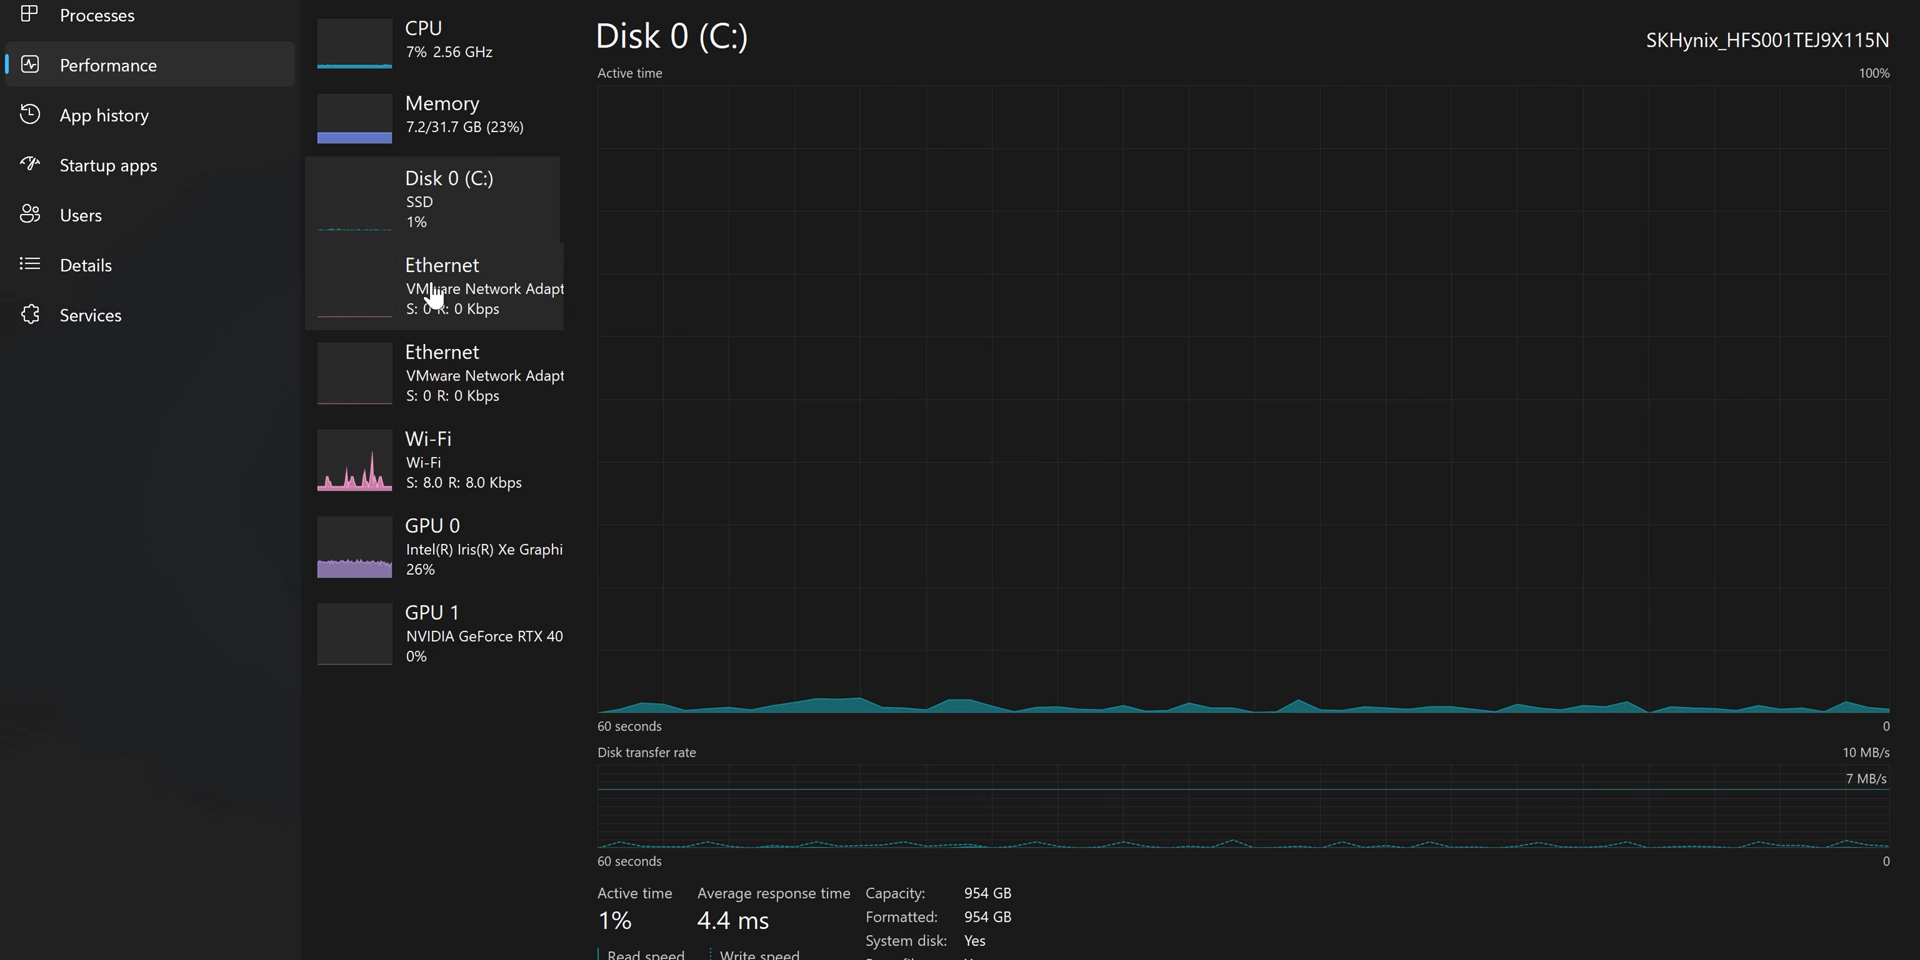 Processes
Performance
App history
Startup apps
Users
Details
Services
CPU
7% 2.56 GHz
Memory
7.2/31.7 GB (23%)
Disk 0 (C:)
SSD
1%
Ethernet
VMware Network Adapt
S: 0 R: 0 Kbps
Ethernet
VMware Network Adapt
S: 0 R: 0 Kbps
Wi-Fi
Wi-Fi
S: 8.0 R: 8.0 Kbps
GPU 0
Intel(R) Iris(R) Xe Graphi
26%
GPU 1
NVIDIA GeForce RTX 40
0%
Disk 0 (C:)
SKHynix_HFS001TEJ9X115N
Active time
100%
60 seconds
0
Disk transfer rate
10 MB/s
7 MB/s
60 seconds
0
Active time
1%
Average response time
4.4 ms
Read speed
Write speed
Capacity: 954 GB
Formatted: 954 GB
System disk: Yes